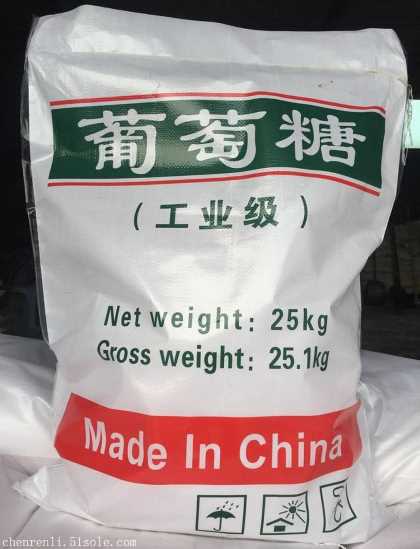 葡萄糖
(工业级)
Net weight: 25kg
Gross weight: 25.1kg
Made In China
chenrenli.51sole.com